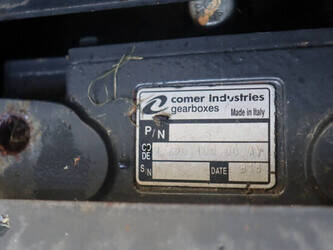 comer industries
gearboxes
Made in Italy
P/N
CODE
S/N DATE